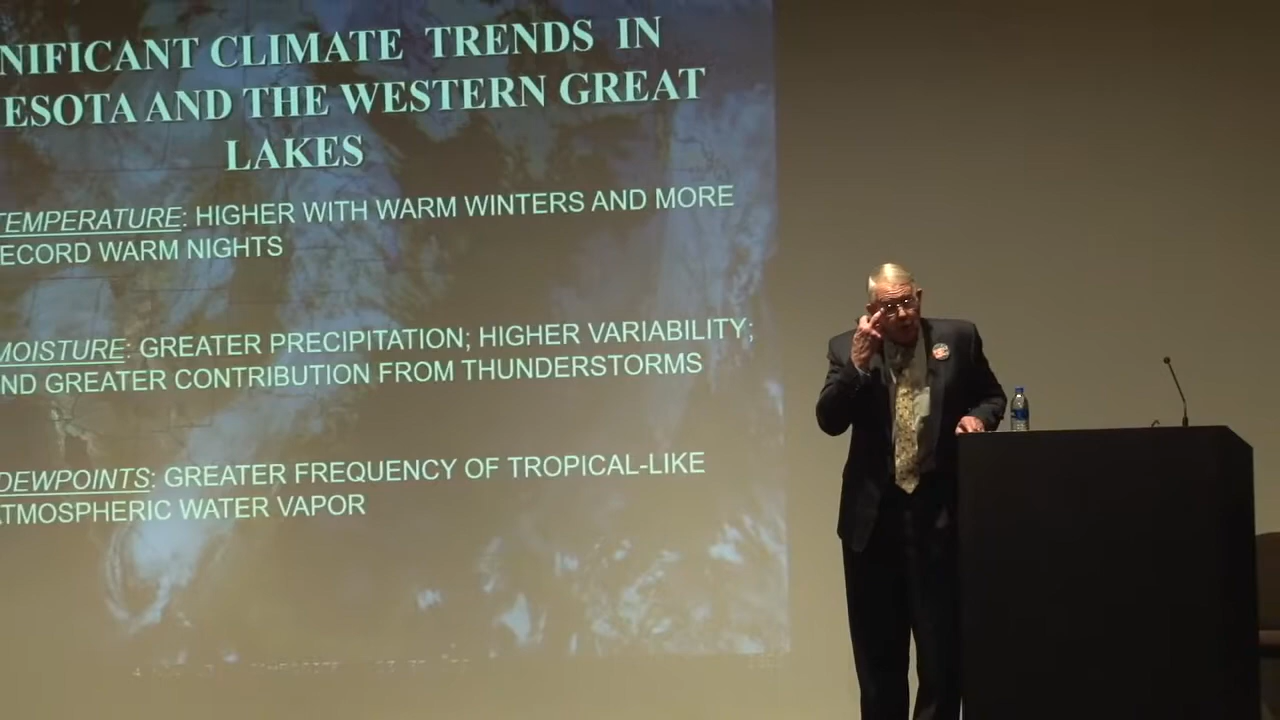 NIFICANT CLIMATE TRENDS IN
ESOTA AND THE WESTERN GREAT
LAKES
TEMPERATURE: HIGHER WITH WARM WINTERS AND MORE
ECORD WARM NIGHTS
MOISTURE: GREATER PRECIPITATION; HIGHER VARIABILITY;
ND GREATER CONTRIBUTION FROM THUNDERSTORMS
DEWPOINTS: GREATER FREQUENCY OF TROPICAL-LIKE
TMOSPHERIC WATER VAPOR